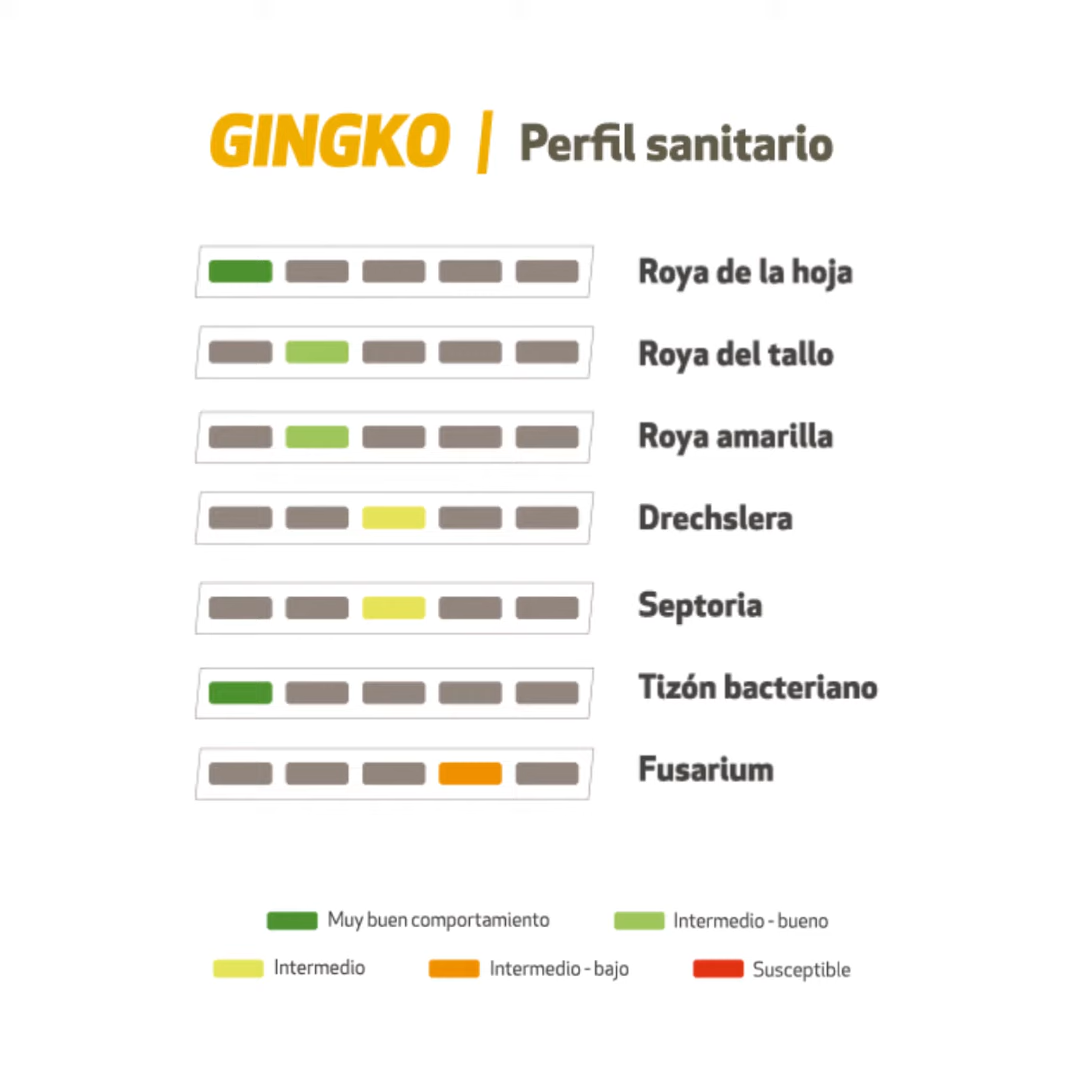 GINGKO | Perfil sanitario
Roya de la hoja
Roya del tallo
Roya amarilla
Drechslera
Septoria
Tizón bacteriano
Fusarium
Muy buen comportamiento Intermedio - bueno
Intermedio Intermedio - bajo Susceptible